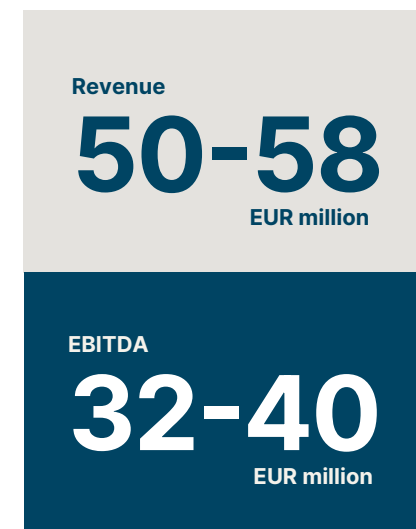 Revenue
50-58
EUR million
EBITDA
32-40
EUR million